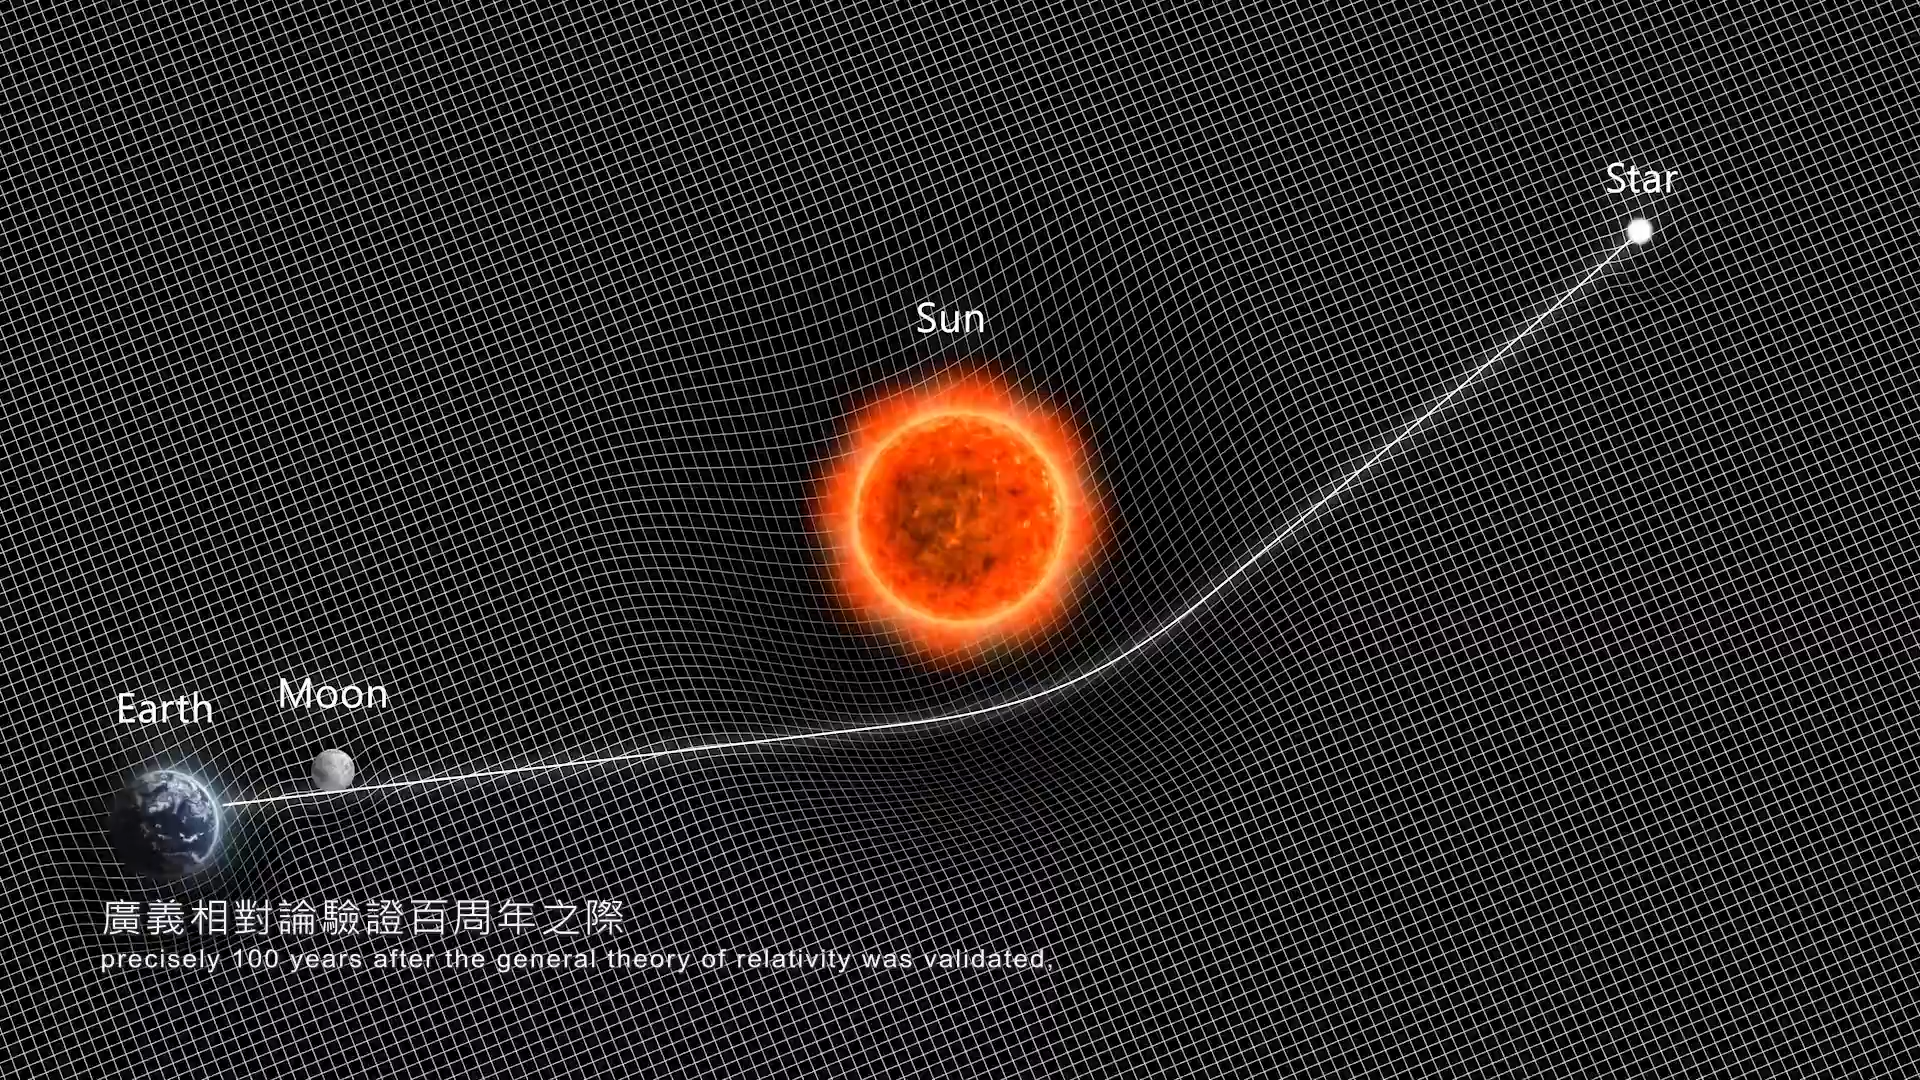 Star
Sun
Moon
Earth
廣義相對論驗證百周年之際
precisely 100 years after the general theory of relativity was validated,